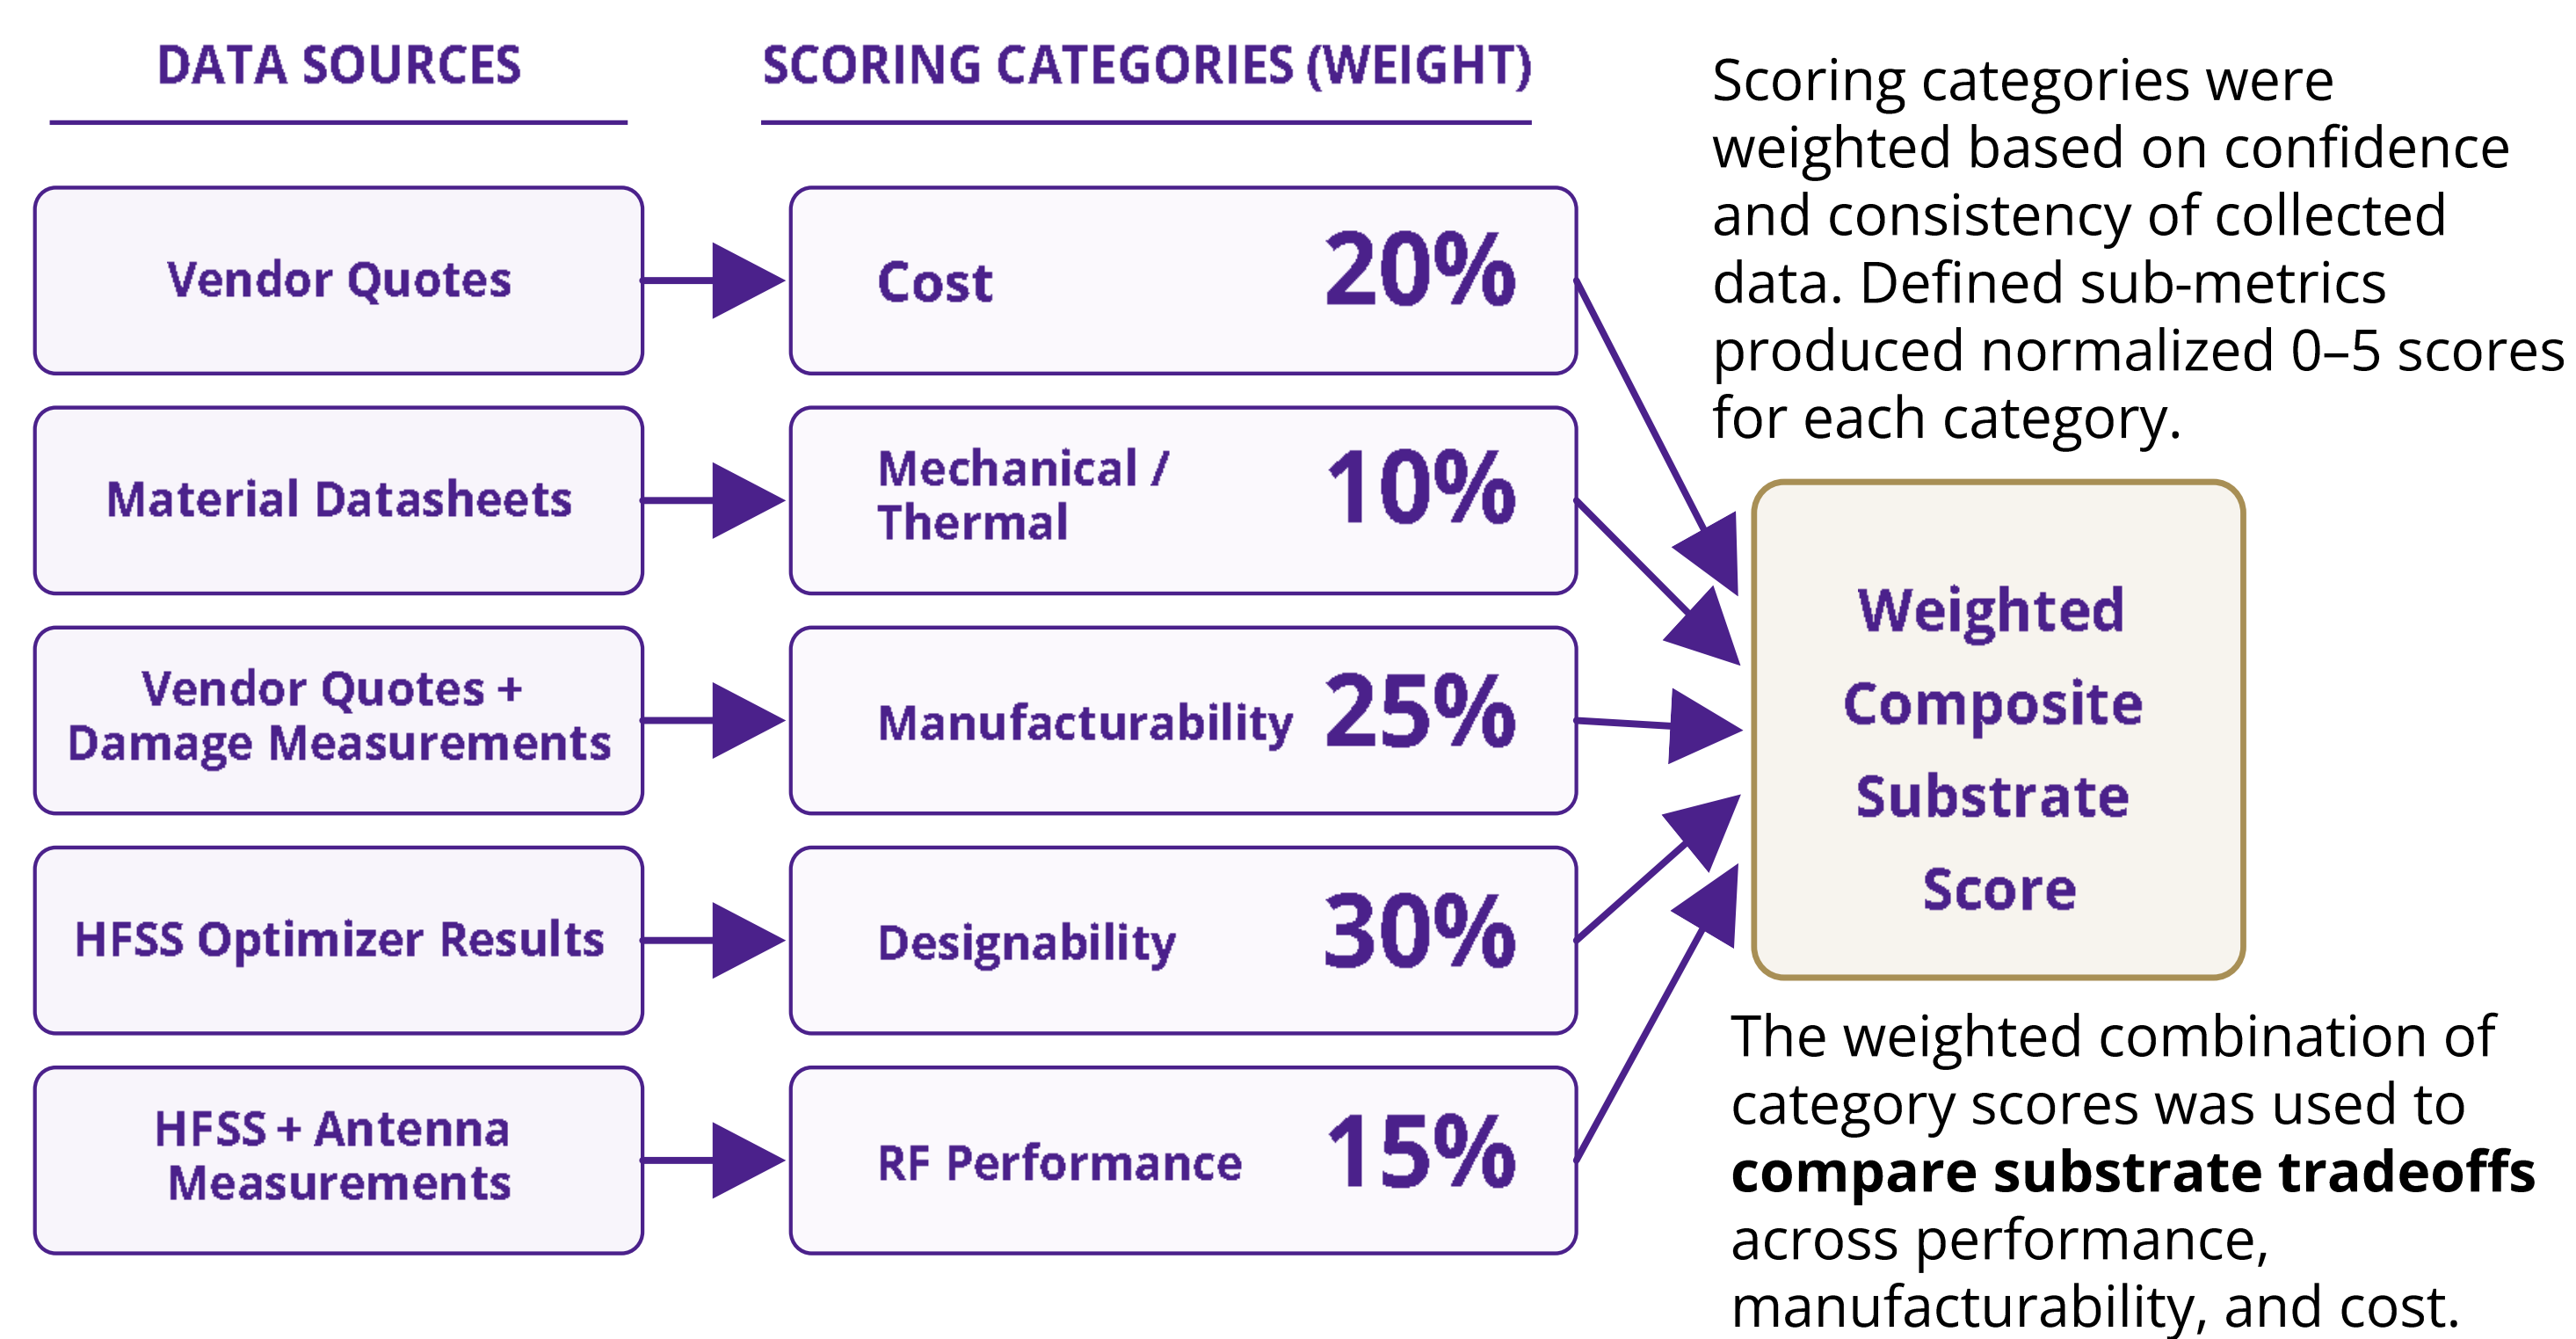 DATA SOURCES
SCORING CATEGORIES (WEIGHT)
Vendor Quotes
Cost
20%
Material Datasheets
Mechanical /
Thermal
10%
Vendor Quotes +
Damage Measurements
Manufacturability
25%
HFSS Optimizer Results
Designability
30%
HFSS + Antenna
Measurements
RF Performance
15%
Scoring categories were
weighted based on confidence
and consistency of collected
data. Defined sub-metrics
produced normalized 0–5 scores
for each category.
Weighted
Composite
Substrate
Score
The weighted combination of
category scores was used to
compare substrate tradeoffs
across performance,
manufacturability, and cost.